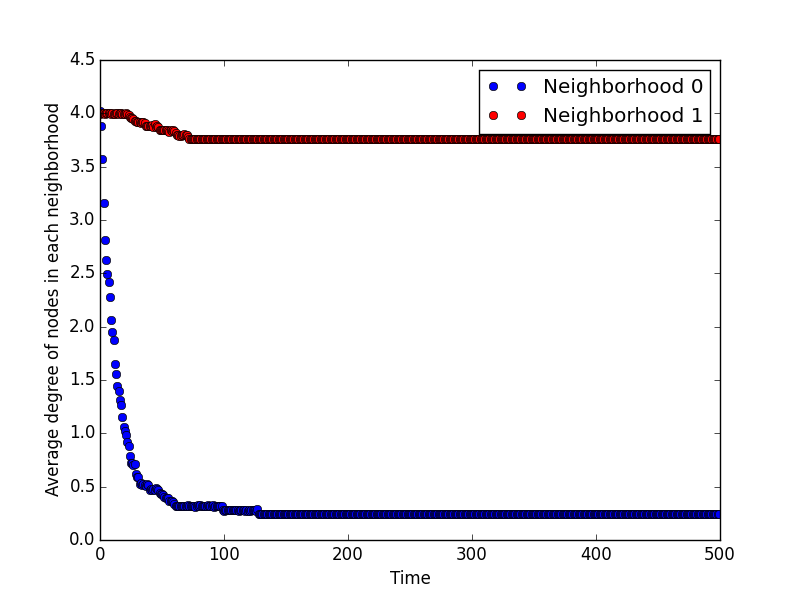 Neighborhood 0
Neighborhood 1
Average degree of nodes in each neighborhood
4.5
4.0
3.5
3.0
2.5
2.0
1.5
1.0
0.5
0.0
0 100 200 300 400 500
Time